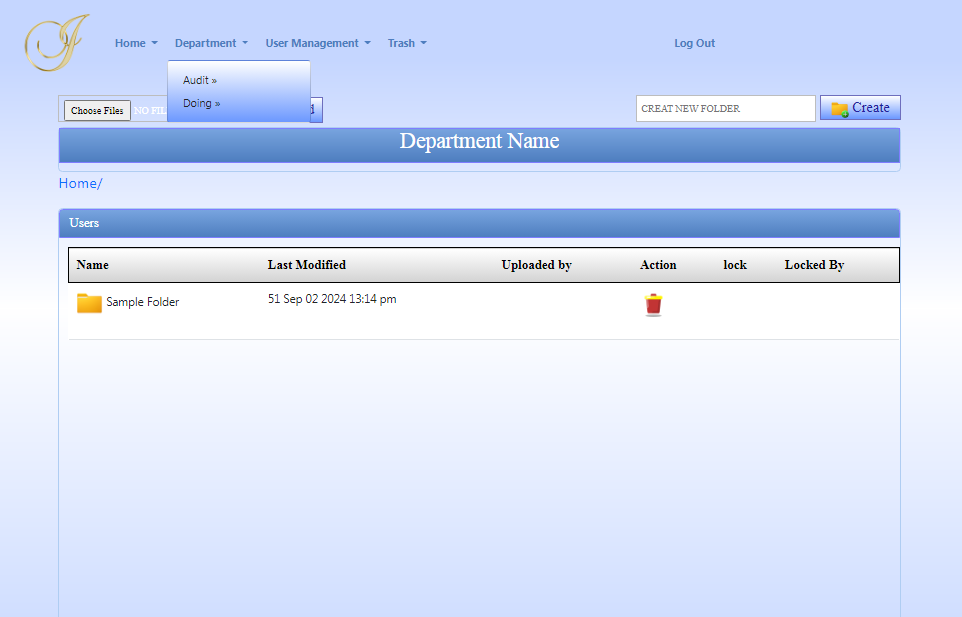 Home Department User Management Trash Log Out
Audit »
Doing »
Choose Files NO FIL CREAT NEW FOLDER Create
Department Name
Home/
Users
Name Last Modified Uploaded by Action lock Locked By
Sample Folder 51 Sep 02 2024 13:14 pm